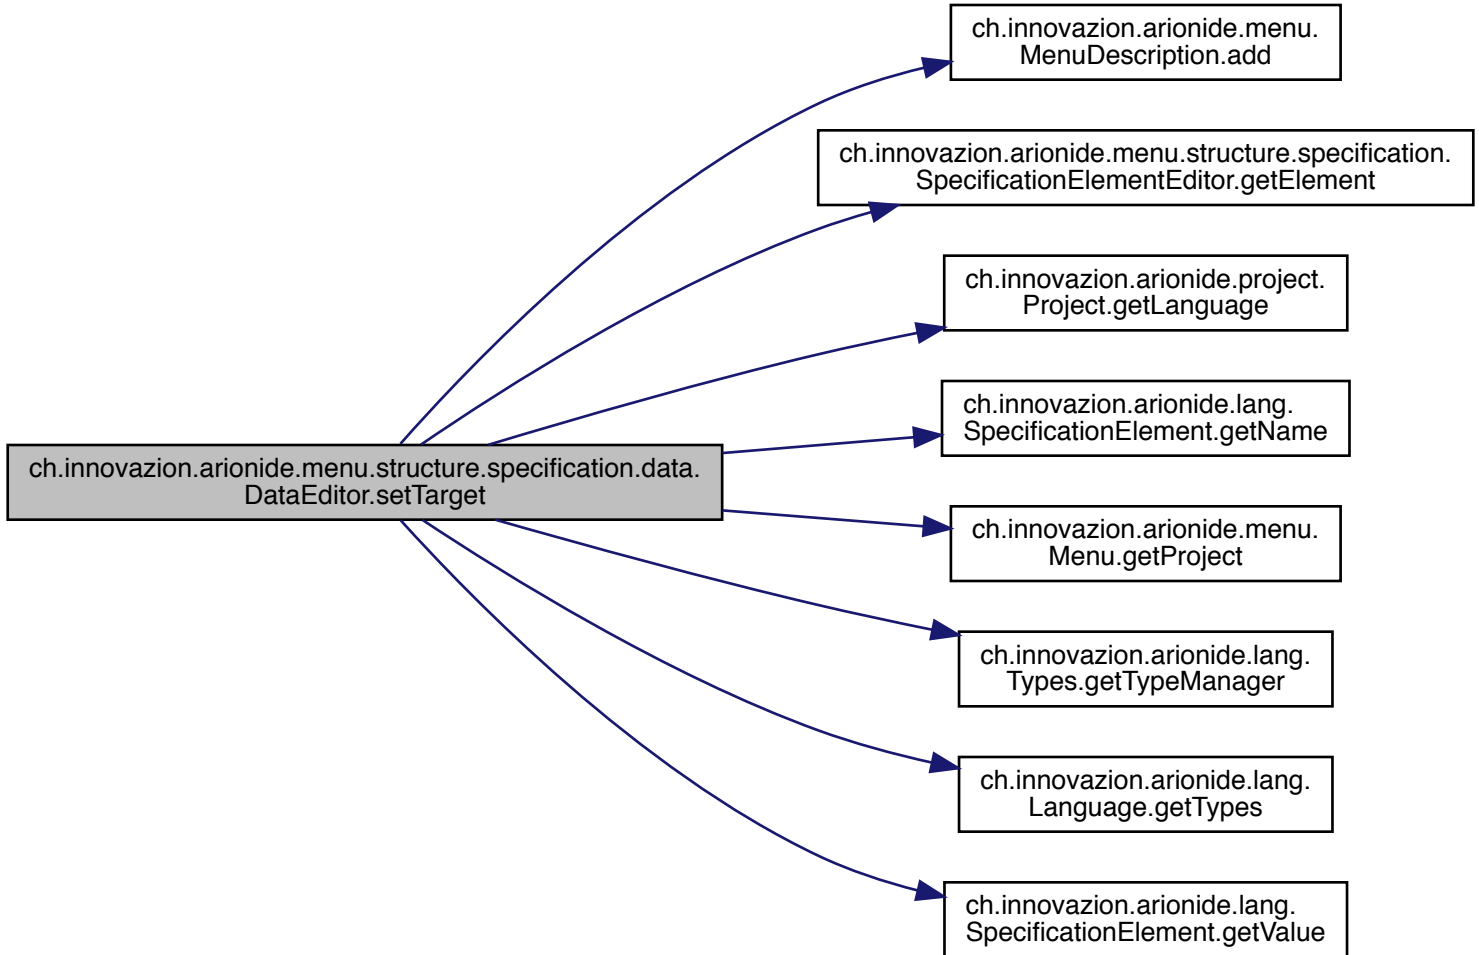 ch.innovazion.arionide.menu.
MenuDescription.add
ch.innovazion.arionide.menu.structure.specification.
SpecificationElementEditor.getElement
ch.innovazion.arionide.project.
Project.getLanguage
ch.innovazion.arionide.lang.
SpecificationElement.getName
ch.innovazion.arionide.menu.structure.specification.data.
DataEditor.setTarget
ch.innovazion.arionide.menu.
Menu.getProject
ch.innovazion.arionide.lang.
Types.getTypeManager
ch.innovazion.arionide.lang.
Language.getTypes
ch.innovazion.arionide.lang.
SpecificationElement.getValue